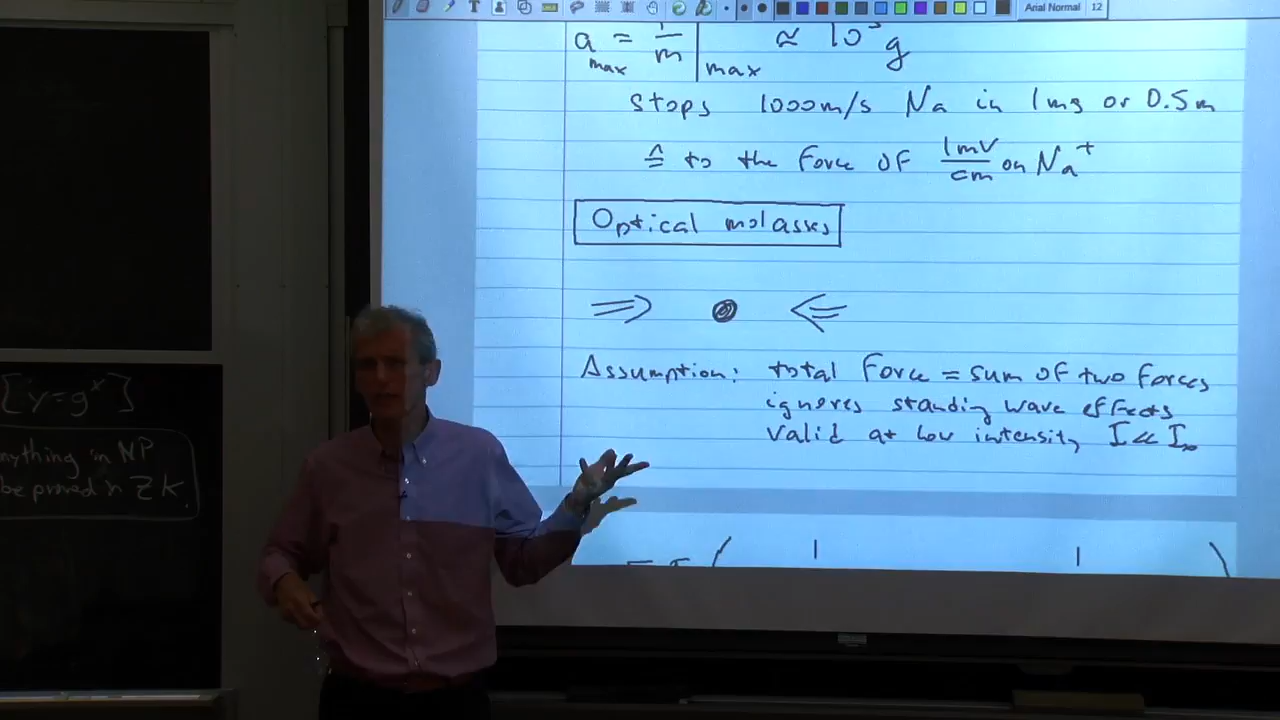 Arial Normal 12
a max = F/m | max ≈ 10⁵ g
stops 1000m/s Na in 1ms or 0.5m
≙ to the force of 1mV/cm on Na⁺
Optical molasses
⇒ ⇐
Assumption: total force = sum of two forces
ignores standing wave effects
valid at low intensity I ≪ I₀
[y=gˣ]
nything in NP
be proved in ZK.